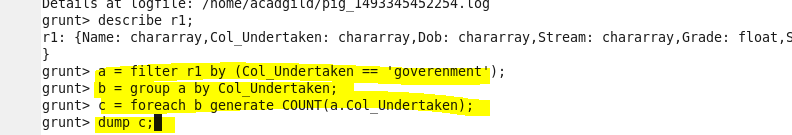 Details at logfile: /home/acadgild/pig_1493345452254.log
grunt> describe r1;
r1: {Name: chararray,Col_Undertaken: chararray,Dob: chararray,Stream: chararray,Grade: float,S
}
grunt> a = filter r1 by (Col_Undertaken == 'goverenment');
grunt> b = group a by Col_Undertaken;
grunt> c = foreach b generate COUNT(a.Col_Undertaken);
grunt> dump c;